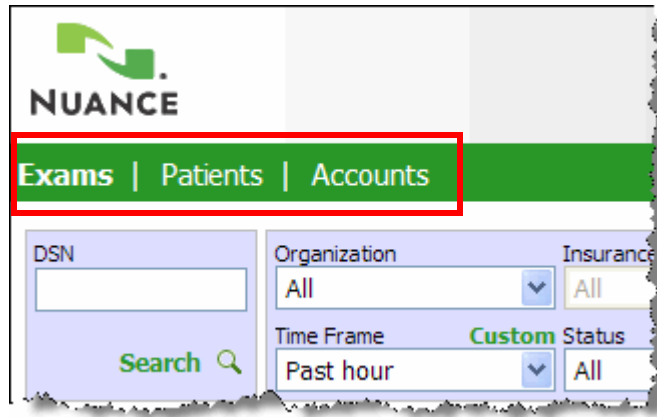 NUANCE
Exams | Patients | Accounts
DSN
Organization
Insurance
All
All
Time Frame
Custom
Status
Search
Past hour
All